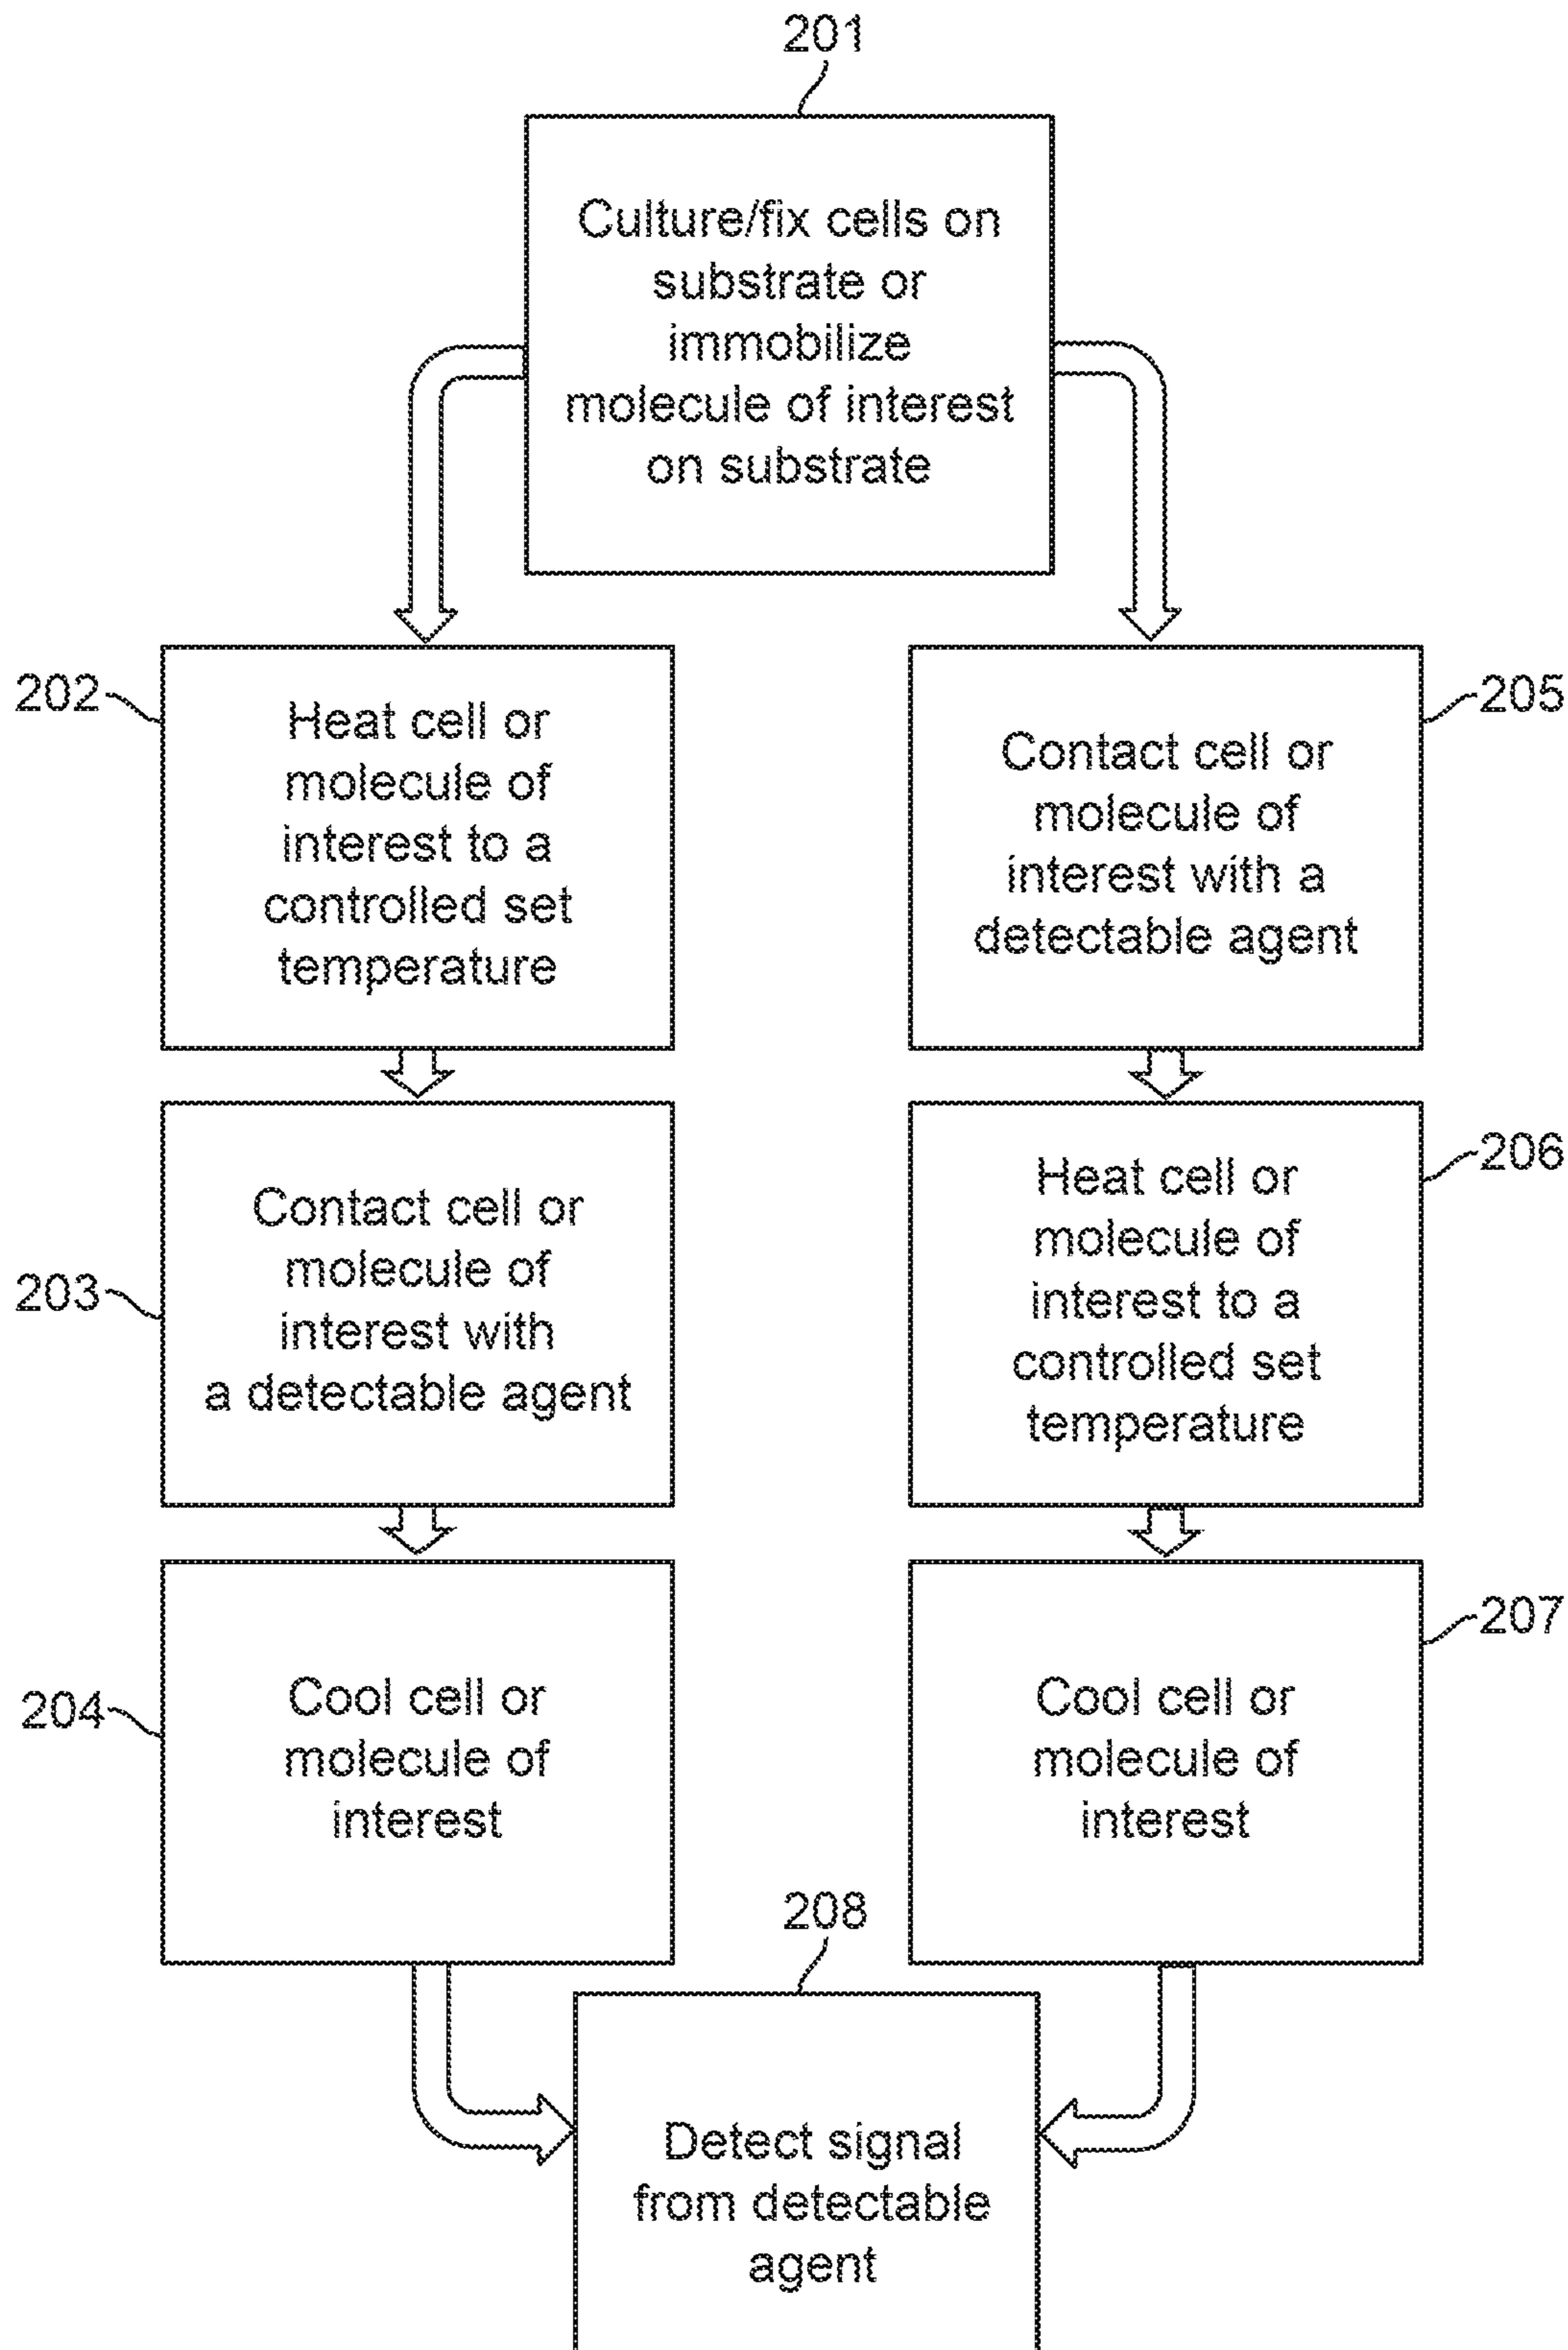 201
Culture/fix cells on
substrate or
immobilize
molecule of interest
on substrate
202
Heat cell or
molecule of
interest to a
controlled set
temperature
203
Contact cell or
molecule of
interest with
a detectable agent
204
Cool cell or
molecule of
interest
205
Contact cell or
molecule of
interest with a
detectable agent
206
Heat cell or
molecule of
interest to a
controlled set
temperature
207
Cool cell or
molecule of
interest
208
Detect signal
from detectable
agent